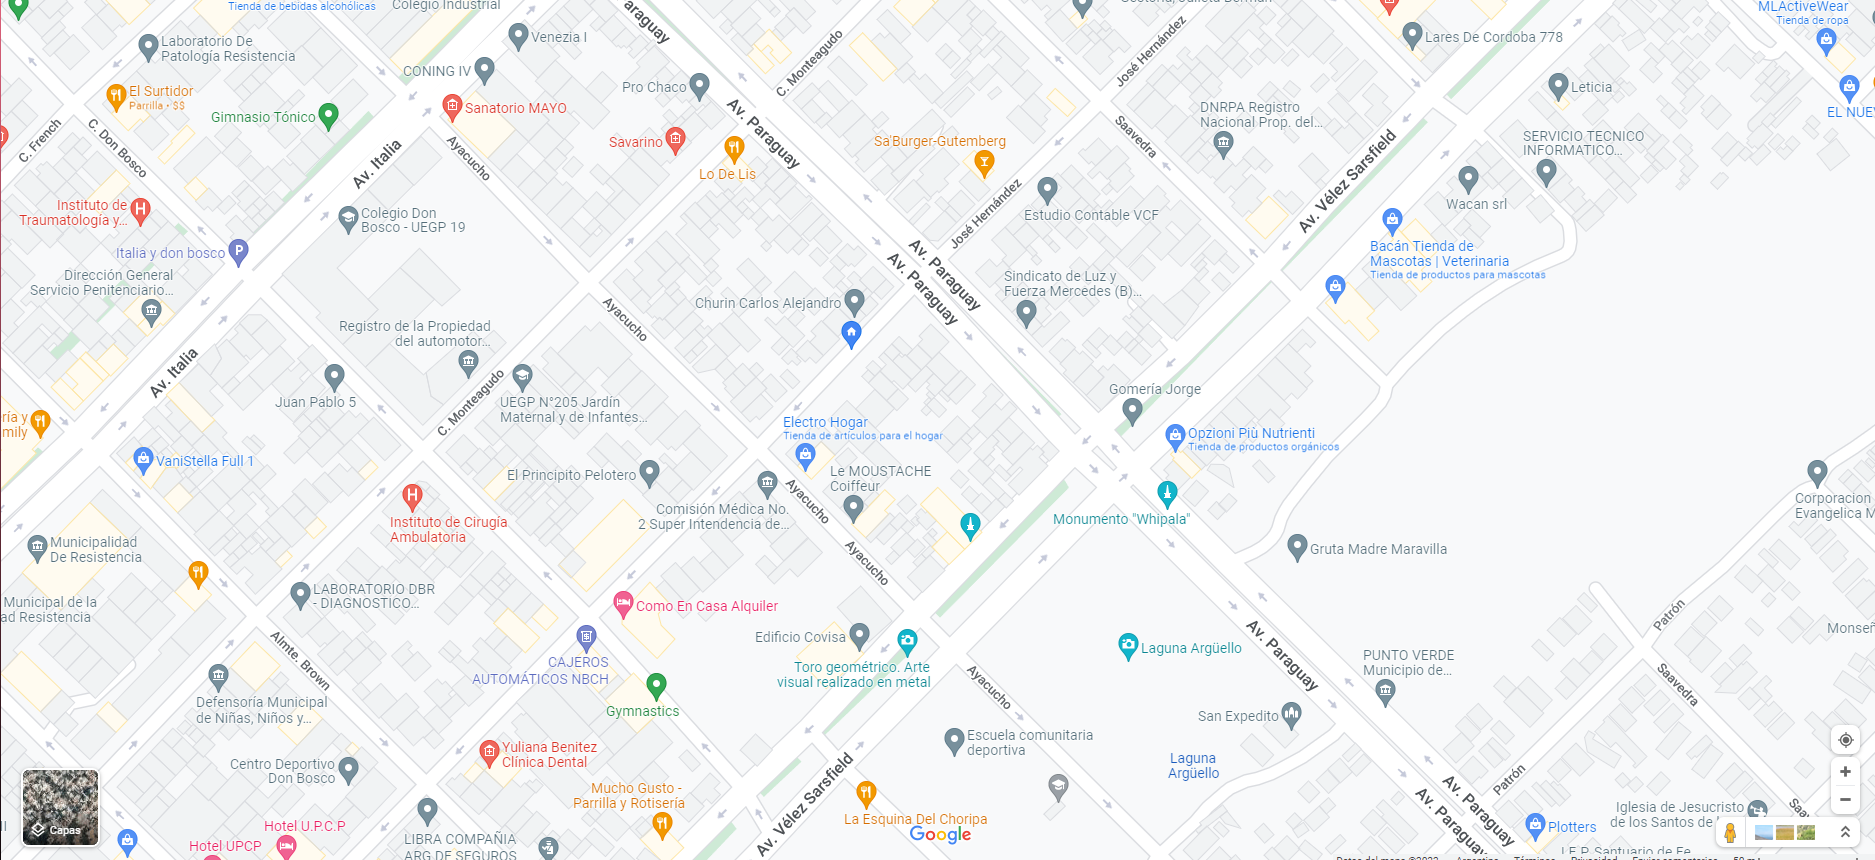 Tienda de bebidas alcohólicas
Colegio Industrial
Paraguay
MLActiveWear
Tienda de ropa
Venezia I
Laboratorio De
Patología Resistencia
C. Monteagudo
José Hernández
Lares De Cordoba 778
CONING IV
El Surtidor
Parrilla • $$
Gimnasio Tónico
Sanatorio MAYO
Pro Chaco
Av. Paraguay
DNRPA Registro
Nacional Prop. del...
Leticia
C. French
C. Don Bosco
Av. Italia
Ayacucho
Savarino
Lo De Lis
Sa'Burger-Gutemberg
Saavedra
Av. Vélez Sarsfield
SERVICIO TECNICO
INFORMATICO...
Instituto de
Traumatología y...
Colegio Don
Bosco - UEGP 19
José Hernández
Estudio Contable VCF
Wacan srl
Italia y don bosco
Dirección General
Servicio Penitenciario...
Av. Paraguay
Av. Paraguay
Bacán Tienda de
Mascotas | Veterinaria
Tienda de productos para mascotas
Churin Carlos Alejandro
Sindicato de Luz y
Fuerza Mercedes (B)...
Ayacucho
Registro de la Propiedad
del automotor...
Av. Italia
Juan Pablo 5
C. Monteagudo
UEGP N°205 Jardín
Maternal y de Infantes...
Gomería Jorge
Electro Hogar
Tienda de artículos para el hogar
Opzioni Più Nutrienti
Tienda de productos orgánicos
VaniStella Full 1
El Principito Pelotero
Le MOUSTACHE
Coiffeur
Ayacucho
Comisión Médica No.
2 Super Intendencia de...
Instituto de Cirugía
Ambulatoria
Monumento "Whipala"
Corporacion
Evangelica M
Municipalidad
De Resistencia
Ayacucho
Gruta Madre Maravilla
Municipal de la
ad Resistencia
LABORATORIO DBR
- DIAGNOSTICO...
Como En Casa Alquiler
Patrón
Almte. Brown
Edificio Covisa
Av. Paraguay
Laguna Argüello
PUNTO VERDE
Municipio de...
Monseñ
CAJEROS
AUTOMÁTICOS NBCH
Toro geométrico. Arte
visual realizado en metal
Ayacucho
Saavedra
Defensoría Municipal
de Niñas, Niños y...
Gymnastics
San Expedito
Escuela comunitaria
deportiva
Yuliana Benitez
Clínica Dental
Centro Deportivo
Don Bosco
Laguna
Argüello
Av. Vélez Sarsfield
Patrón
Mucho Gusto -
Parrilla y Rotisería
La Esquina Del Choripa
Google
Av. Paraguay
Av. Paraguay
Iglesia de Jesucristo
de los Santos de
Capas
Hotel U.P.C.P
Hotel UPCP
LIBRA COMPAÑIA
ARG DE SEGUROS
Plotters